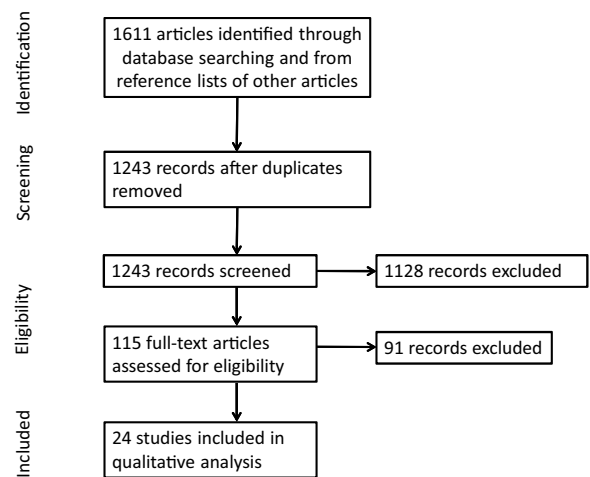 Identification
1611 articles identified through
database searching and from
reference lists of other articles
Screening
1243 records after duplicates
removed
Eligibility
1243 records screened
1128 records excluded
115 full-text articles
assessed for eligibility
91 records excluded
Included
24 studies included in
qualitative analysis